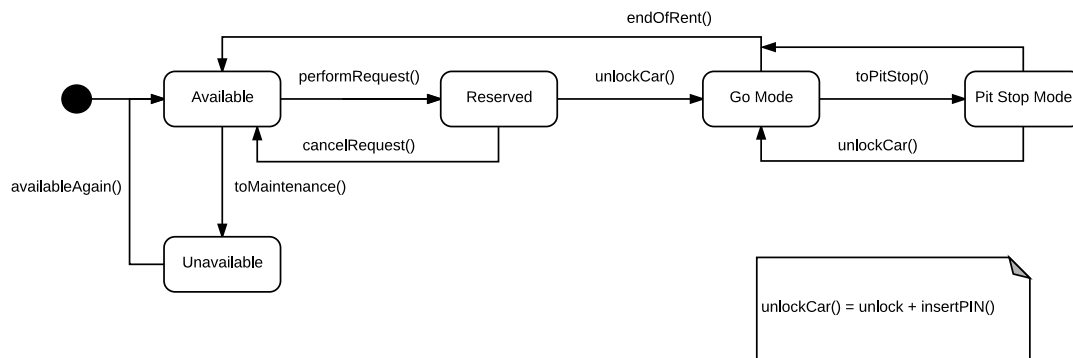 endOfRent()
performRequest()
unlockCar()
toPitStop()
Available
Reserved
Go Mode
Pit Stop Mode
cancelRequest()
unlockCar()
availableAgain()
toMaintenance()
Unavailable
unlockCar() = unlock + insertPIN()